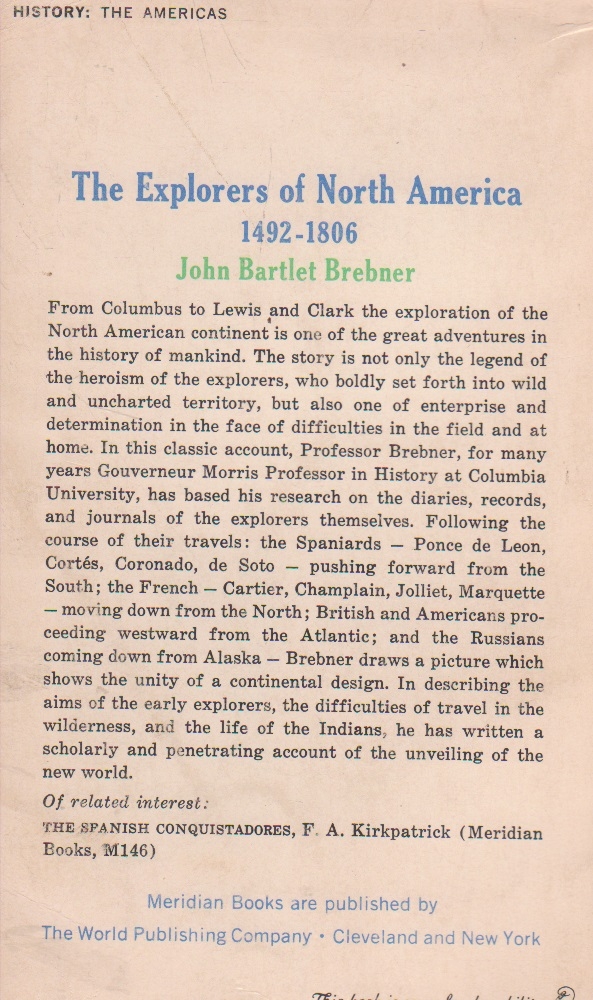 HISTORY: THE AMERICAS
The Explorers of North America
1492-1806
John Bartlet Brebner
From Columbus to Lewis and Clark the exploration of the
North American continent is one of the great adventures in
the history of mankind. The story is not only the legend of
the heroism of the explorers, who boldly set forth into wild
and uncharted territory, but also one of enterprise and
determination in the face of difficulties in the field and at
home. In this classic account, Professor Brebner, for many
years Gouverneur Morris Professor in History at Columbia
University, has based his research on the diaries, records,
and journals of the explorers themselves. Following the
course of their travels: the Spaniards — Ponce de Leon,
Cortés, Coronado, de Soto — pushing forward from the
South; the French — Cartier, Champlain, Jolliet, Marquette
— moving down from the North; British and Americans pro-
ceeding westward from the Atlantic; and the Russians
coming down from Alaska — Brebner draws a picture which
shows the unity of a continental design. In describing the
aims of the early explorers, the difficulties of travel in the
wilderness, and the life of the Indians, he has written a
scholarly and penetrating account of the unveiling of the
new world.
Of related interest:
THE SPANISH CONQUISTADORES, F. A. Kirkpatrick (Meridian
Books, M146)
Meridian Books are published by
The World Publishing Company • Cleveland and New York